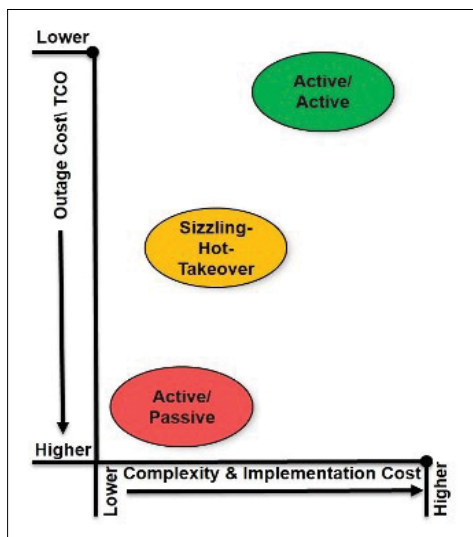 Lower
Outage Cost\ TCO
Active/
Active
Sizzling-
Hot-
Takeover
Active/
Passive
Higher
Lower
Complexity & Implementation Cost
Higher